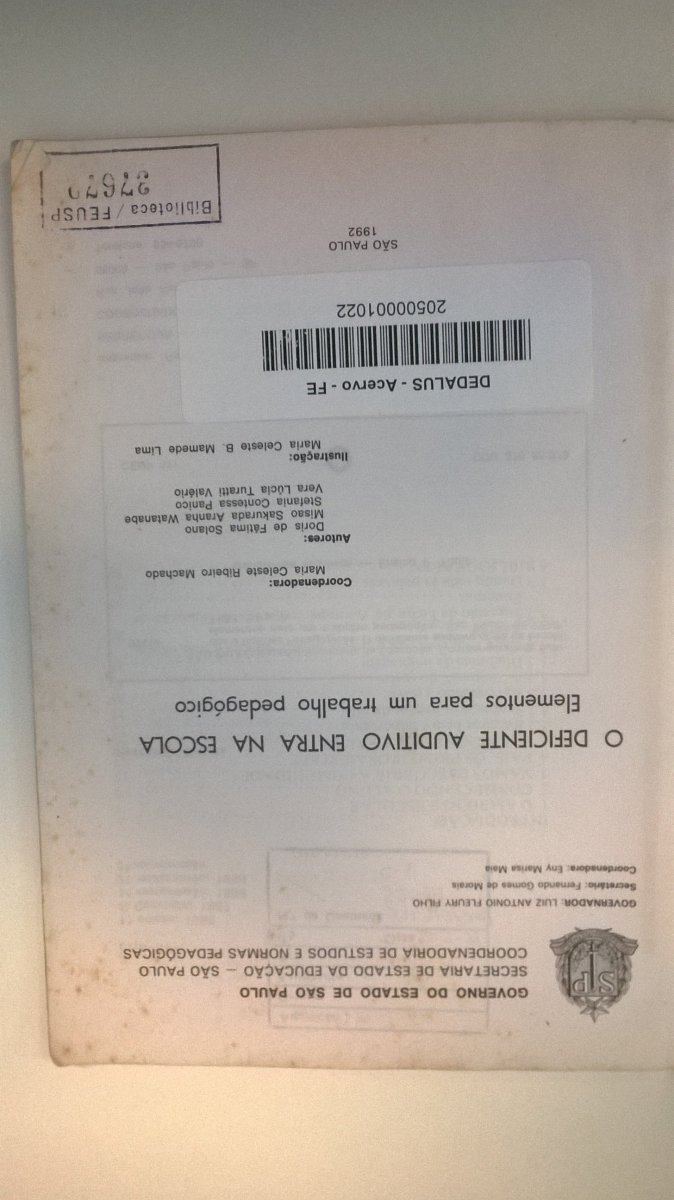 GOVERNO DO ESTADO DE SÃO PAULO
SECRETARIA DE ESTADO DA EDUCAÇÃO — SÃO PAULO
COORDENADORIA DE ESTUDOS E NORMAS PEDAGÓGICAS
GOVERNADOR: LUIZ ANTONIO FLEURY FILHO
Secretário: Fernando Gomes de Morais
Coordenadora: Eny Marisa Maia
O DEFICIENTE AUDITIVO ENTRA NA ESCOLA
Elementos para um trabalho pedagógico
Coordenadora:
Maria Celeste Ribeiro Machado
Autores:
Doris de Fátima Solano
Misao Sakurada Aranha Watanabe
Stefania Contessa Panico
Vera Lúcia Turatti Valério
Ilustração:
Maria Celeste B. Mamede Lima
DEDALUS - Acervo - FE
20500001022
SÃO PAULO
1992
Biblioteca / FEUSP